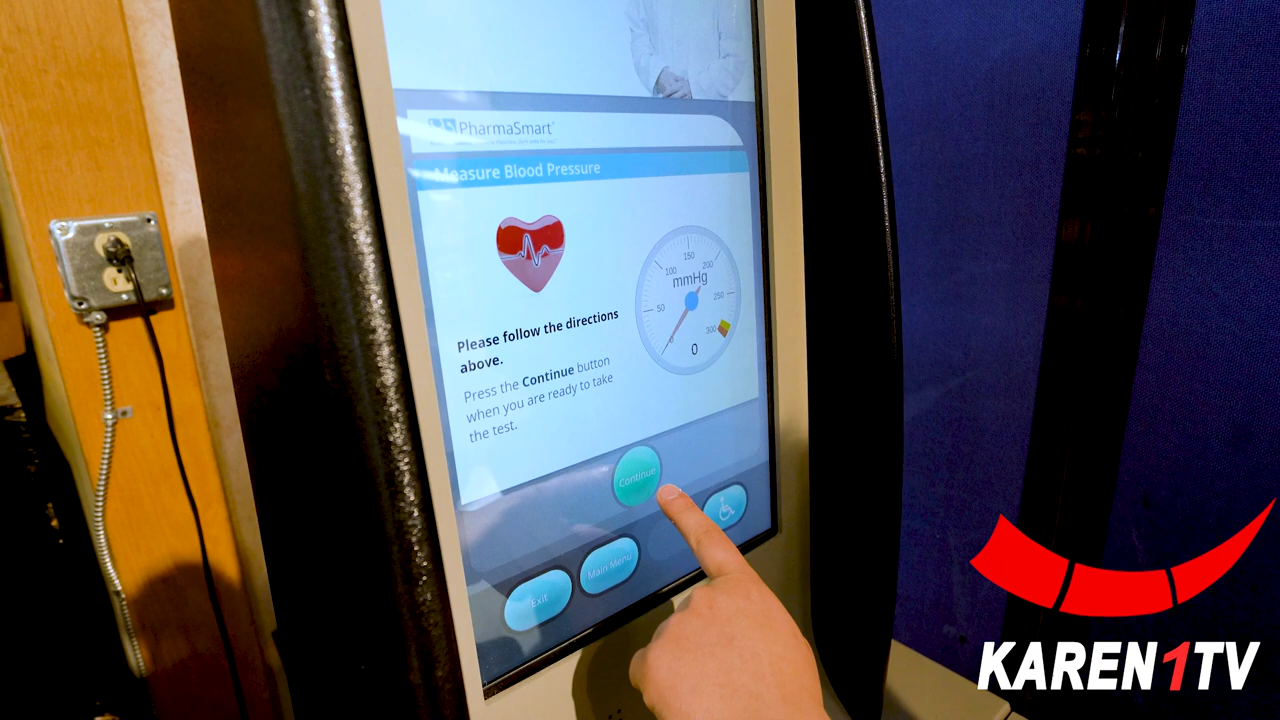 PharmaSmart
Measure Blood Pressure
150
100
200
mmHg
50
250
300
0
0
Please follow the directions
above.
Press the Continue button
when you are ready to take
the test.
Continue
Main Menu
Exit
KAREN1TV